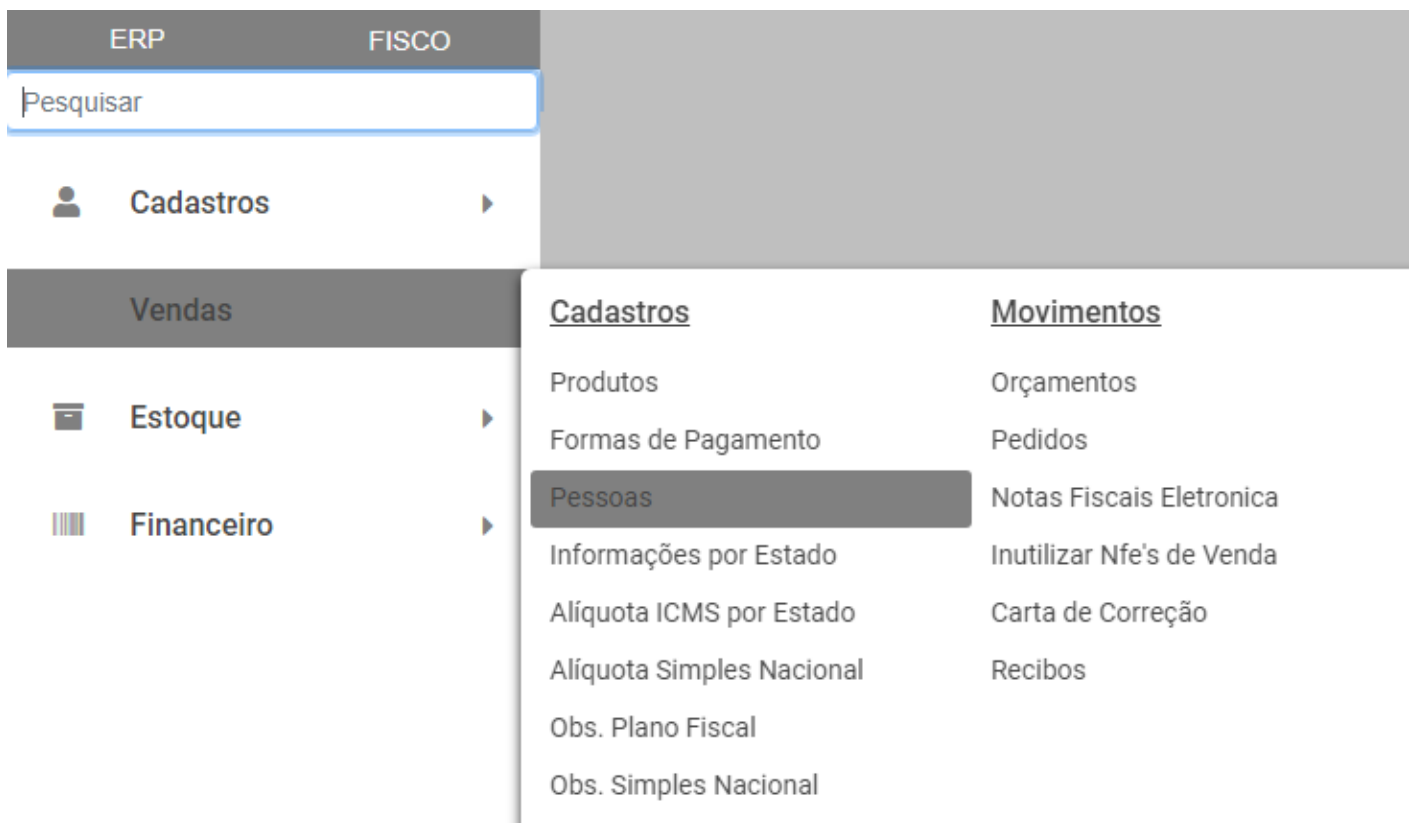 ERP FISCO
Pesquisar
Cadastros
Vendas
Estoque
Financeiro
Cadastros
Produtos
Formas de Pagamento
Pessoas
Informações por Estado
Alíquota ICMS por Estado
Alíquota Simples Nacional
Obs. Plano Fiscal
Obs. Simples Nacional
Movimentos
Orçamentos
Pedidos
Notas Fiscais Eletronica
Inutilizar Nfe's de Venda
Carta de Correção
Recibos